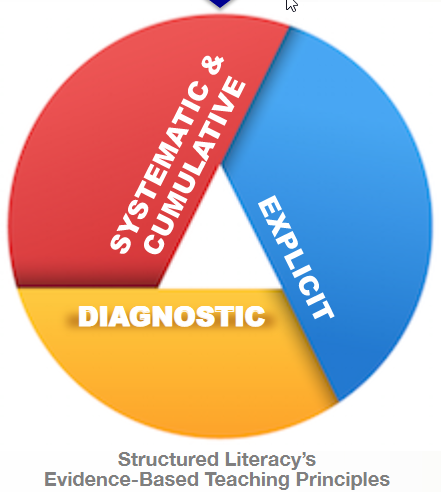 SYSTEMATIC &
CUMULATIVE
EXPLICIT
DIAGNOSTIC
Structured Literacy's
Evidence-Based Teaching Principles